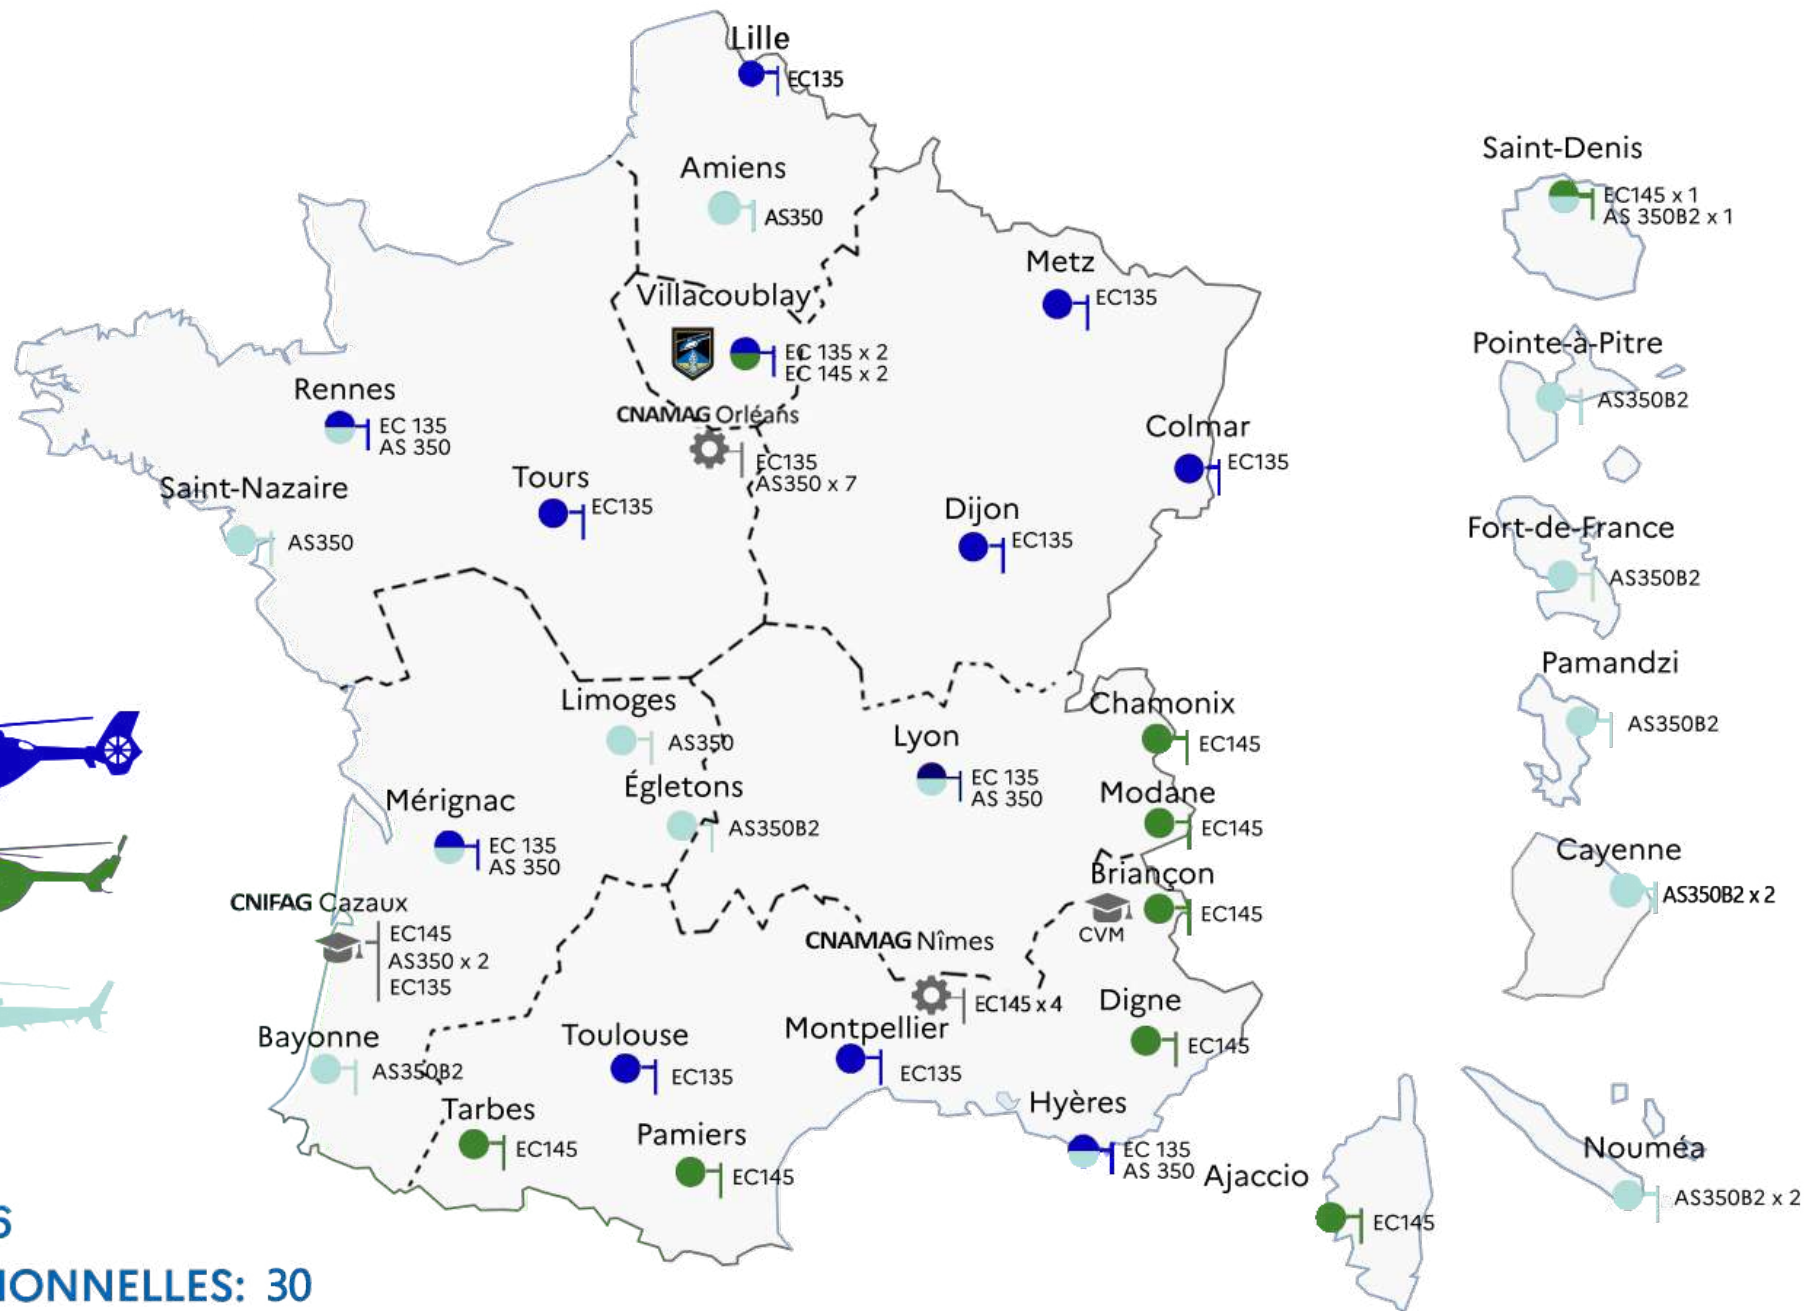 Lille
EC135
Amiens
AS350
Villacoublay
EC 135 x 2
EC 145 x 2
Metz
EC135
Rennes
EC 135
AS 350
CNAMAG Orléans
EC135
AS350 x 7
Colmar
EC135
Saint-Nazaire
AS350
Tours
EC135
Dijon
EC135
Limoges
AS350
Lyon
EC 135
AS 350
Chamonix
EC145
Mérignac
EC 135
AS 350
Égletons
AS350B2
Modane
EC145
Briançon
EC145
CVM
CNIFAG Cazaux
EC145
AS350 x 2
EC135
CNAMAG Nîmes
EC145 x 4
Digne
EC145
Bayonne
AS350B2
Toulouse
EC135
Montpellier
EC135
Tarbes
EC145
Pamiers
EC145
Hyères
EC 135
AS 350
Ajaccio
EC145
Saint-Denis
EC145 x 1
AS 350B2 x 1
Pointe-à-Pitre
AS350B2
Fort-de-France
AS350B2
Pamandzi
AS350B2
Cayenne
AS350B2 x 2
Nouméa
AS350B2 x 2
6
IONNELLES: 30